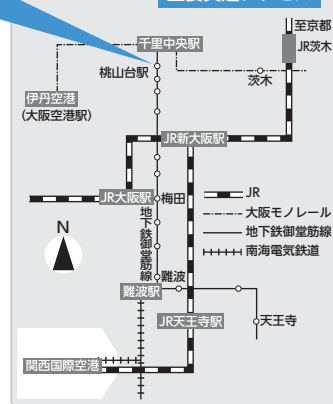 至京都
千里中央駅
JR茨木
桃山台駅
茨木
伊丹空港
(大阪空港駅)
JR新大阪駅
JR大阪駅
梅田
JR
大阪モノレール
地下鉄御堂筋線
南海電気鉄道
地下鉄御堂筋線
N
難波
難波駅
JR天王寺駅
天王寺
関西国際空港